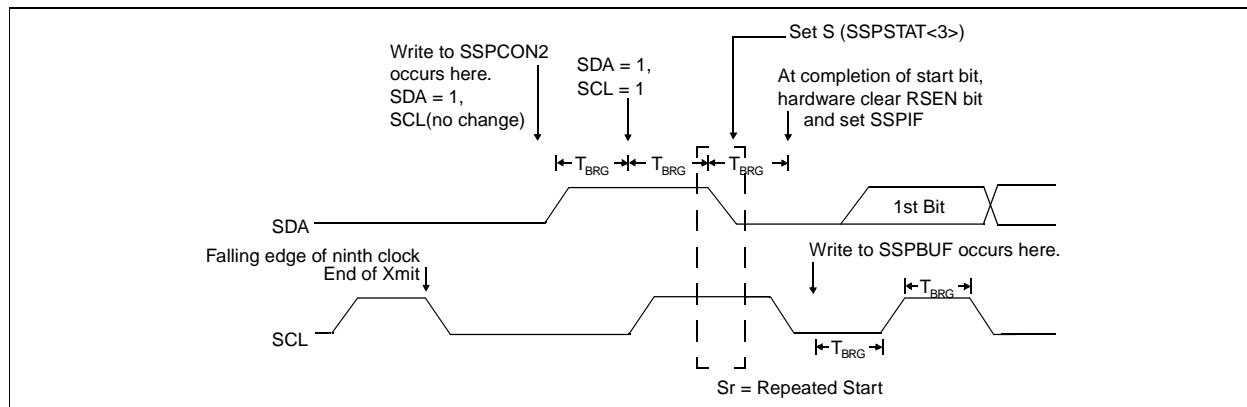 Set S (SSPSTAT<3>)
Write to SSPCON2
occurs here.
SDA = 1,
SCL(no change)
SDA = 1,
SCL = 1
At completion of start bit,
hardware clear RSEN bit
and set SSPIF
TBRG
TBRG
TBRG
SDA
1st Bit
Falling edge of ninth clock
End of Xmit
Write to SSPBUF occurs here.
TBRG
SCL
TBRG
Sr = Repeated Start